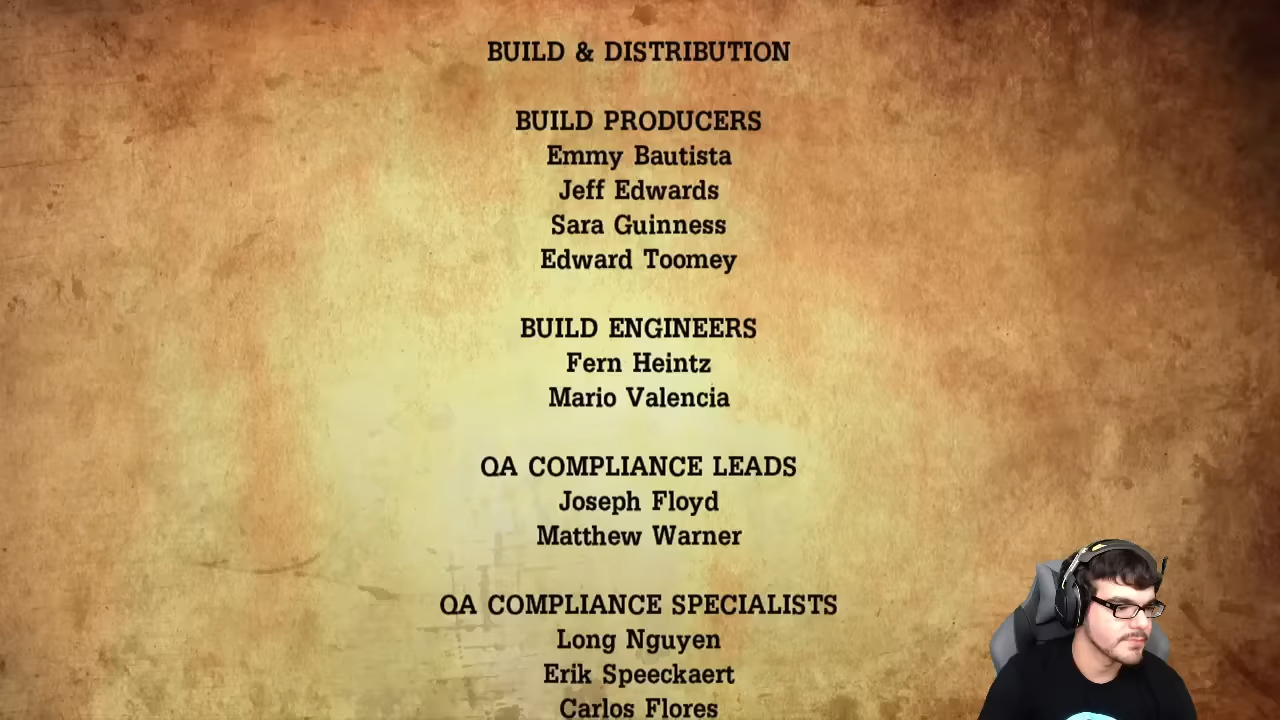 BUILD & DISTRIBUTION
BUILD PRODUCERS
Emmy Bautista
Jeff Edwards
Sara Guinness
Edward Toomey
BUILD ENGINEERS
Fern Heintz
Mario Valencia
QA COMPLIANCE LEADS
Joseph Floyd
Matthew Warner
QA COMPLIANCE SPECIALISTS
Long Nguyen
Erik Speeckaert
Carlos Flores